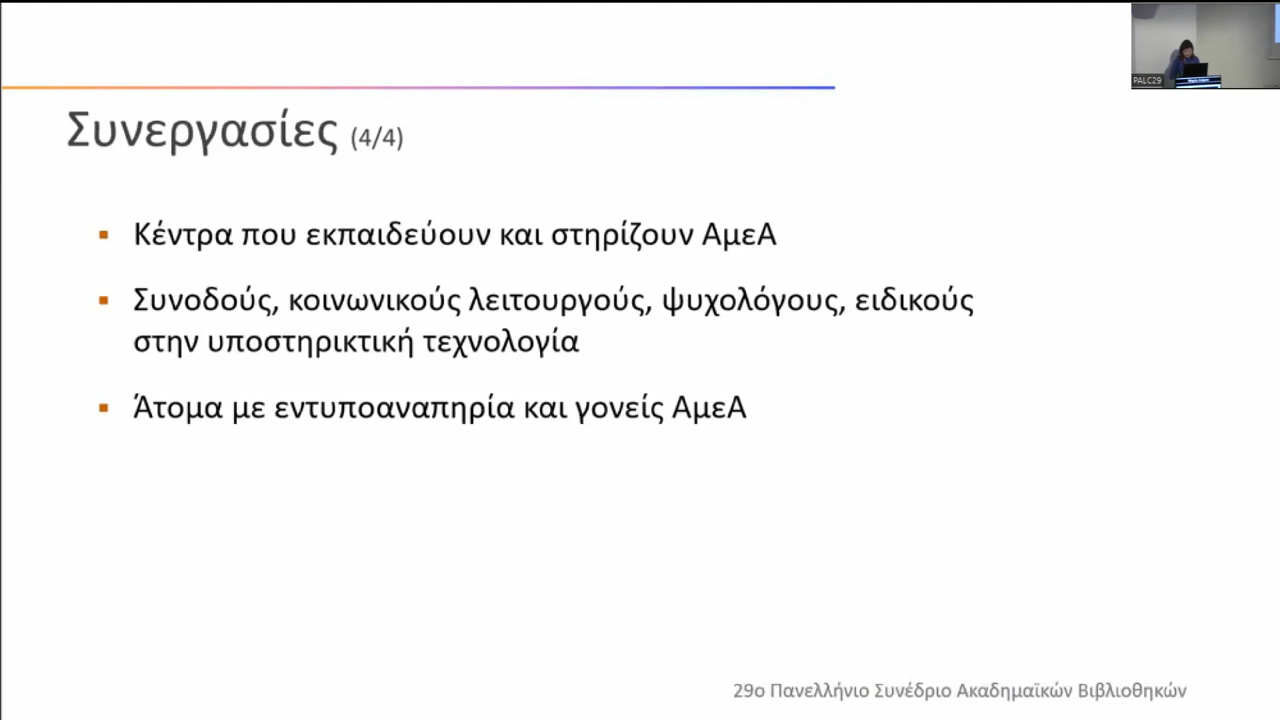 PALC29
Συνεργασίες (4/4)
▪ Κέντρα που εκπαιδεύουν και στηρίζουν ΑμεΑ
▪ Συνοδούς, κοινωνικούς λειτουργούς, ψυχολόγους, ειδικούς
στην υποστηρικτική τεχνολογία
▪ Άτομα με εντυποαναπηρία και γονείς ΑμεΑ
29ο Πανελλήνιο Συνέδριο Ακαδημαϊκών Βιβλιοθηκών